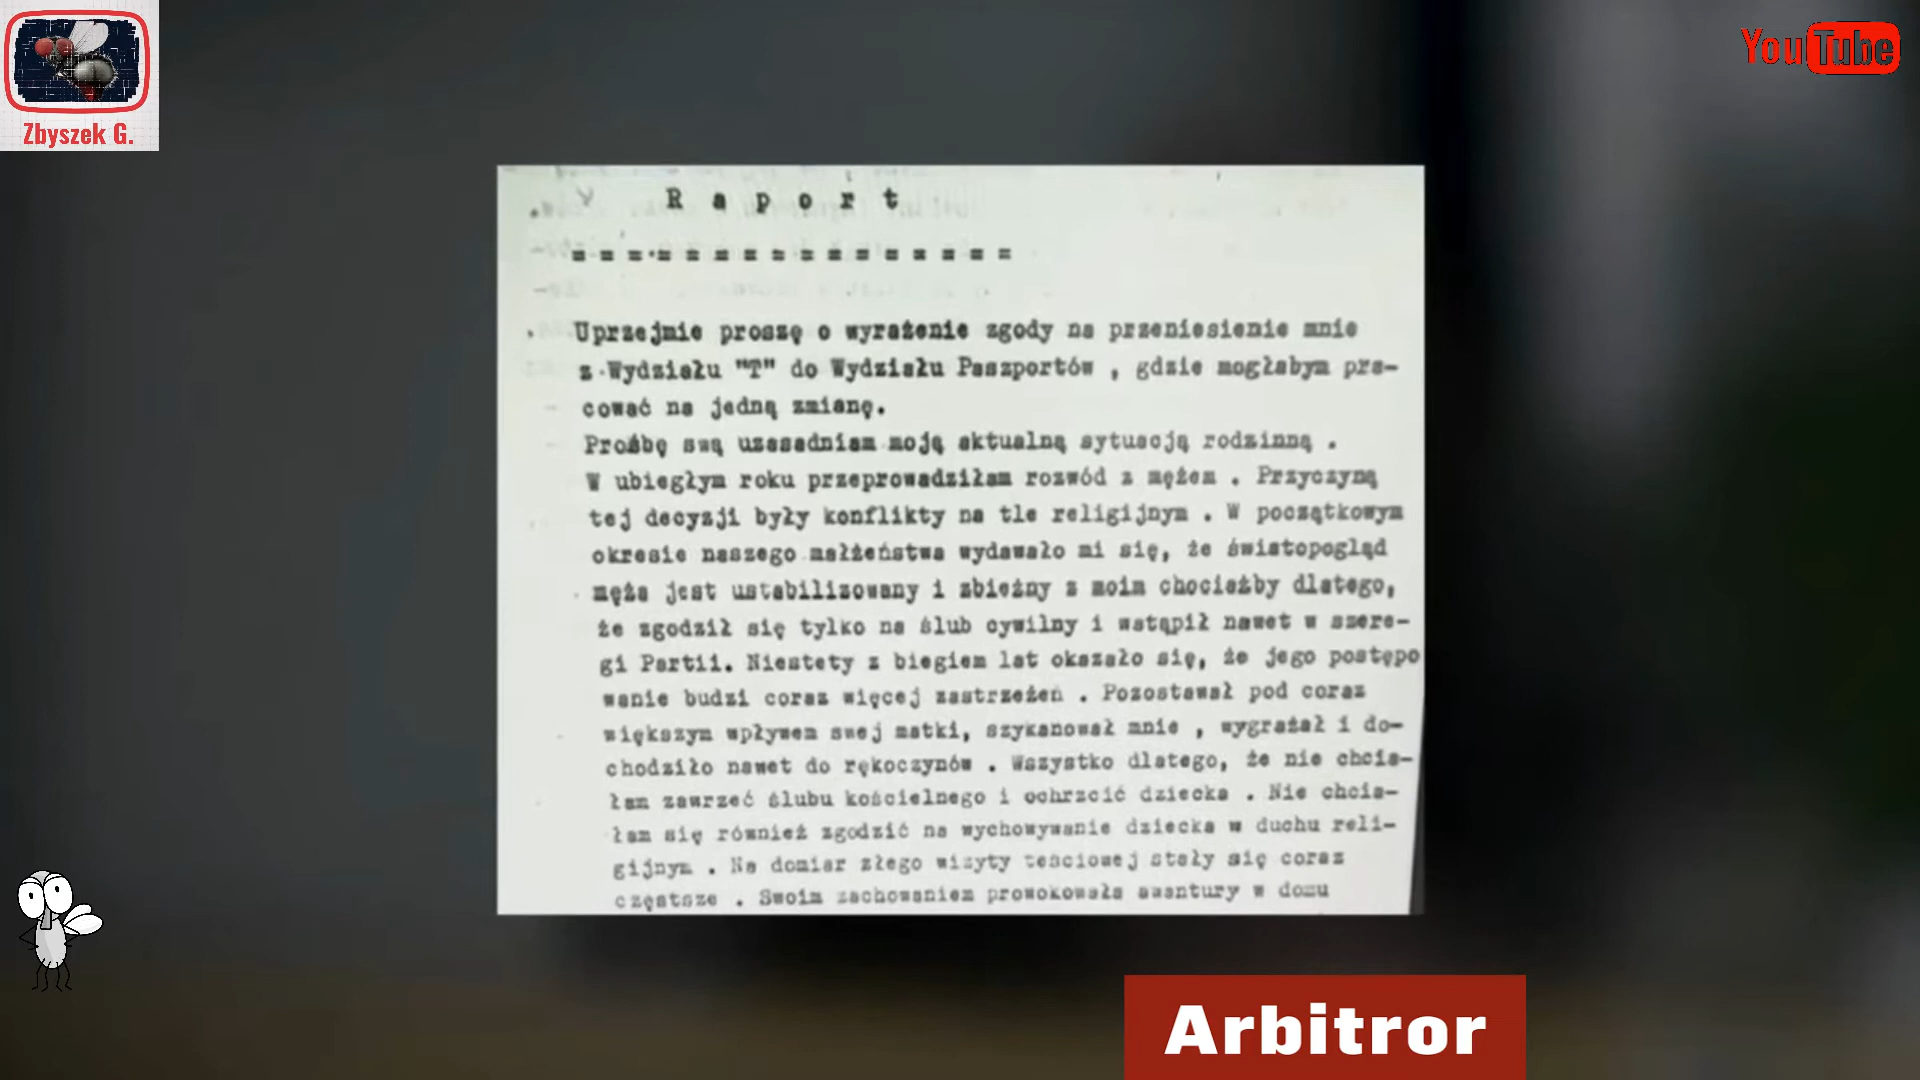 Zbyszek G.
YouTube
R a p o r t
= = = = = = = = = = = = = = = =
Uprzejmie proszę o wyrażenie zgody na przeniesienie mnie
z Wydziału "T" do Wydziału Paszportów , gdzie mogłabym pra-
cować na jedną zmianę.
Prośbę swą uzasadniam moją aktualną sytuacją rodzinną .
W ubiegłym roku przeprowadziłam rozwód z mężem . Przyczyną
tej decyzji były konflikty na tle religijnym . W początkowym
okresie naszego małżeństwa wydawało mi się, że światopogląd
męża jest ustabilizowany i zbieżny z moim chociażby dlatego,
że zgodził się tylko na ślub cywilny i wstąpił nawet w szere-
gi Partii. Niestety z biegiem lat okazało się, że jego postępo
wanie budzi coraz więcej zastrzeżeń . Pozostawał pod coraz
większym wpływem swej matki, szykanował mnie , wygrażał i do-
chodziło nawet do rękoczynów . Wszystko dlatego, że nie chcia-
łam zawrzeć ślubu kościelnego i ochrzcić dziecka . Nie chcia-
łam się również zgodzić na wychowywanie dziecka w duchu reli-
gijnym . Na domiar złego wizyty teściowej stały się coraz
częstsze . Swoim zachowaniem prowokowała awantury w domu
Arbitror